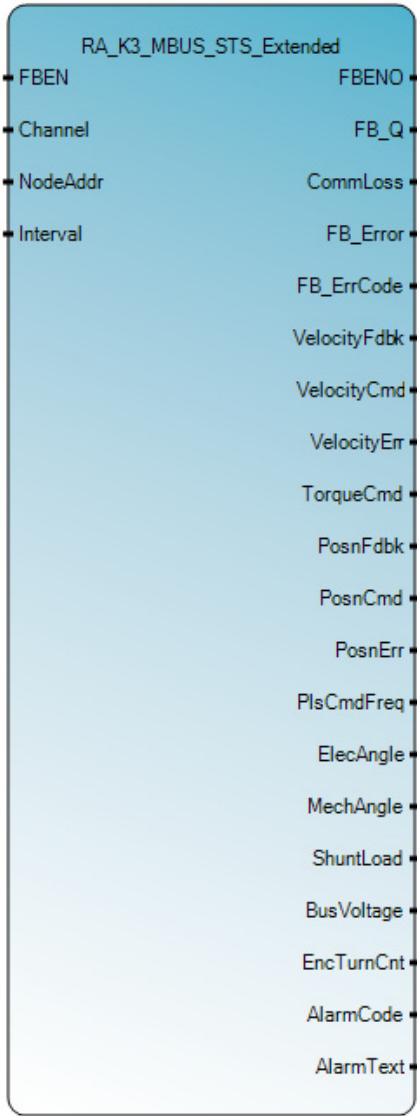 RA_K3_MBUS_STS_Extended
FBEN FBENO
Channel FB_Q
NodeAddr CommLoss
Interval FB_Error
FB_ErrCode
VelocityFdbk
VelocityCmd
VelocityErr
TorqueCmd
PosnFdbk
PosnCmd
PosnErr
PlsCmdFreq
ElecAngle
MechAngle
ShuntLoad
BusVoltage
EncTurnCnt
AlarmCode
AlarmText